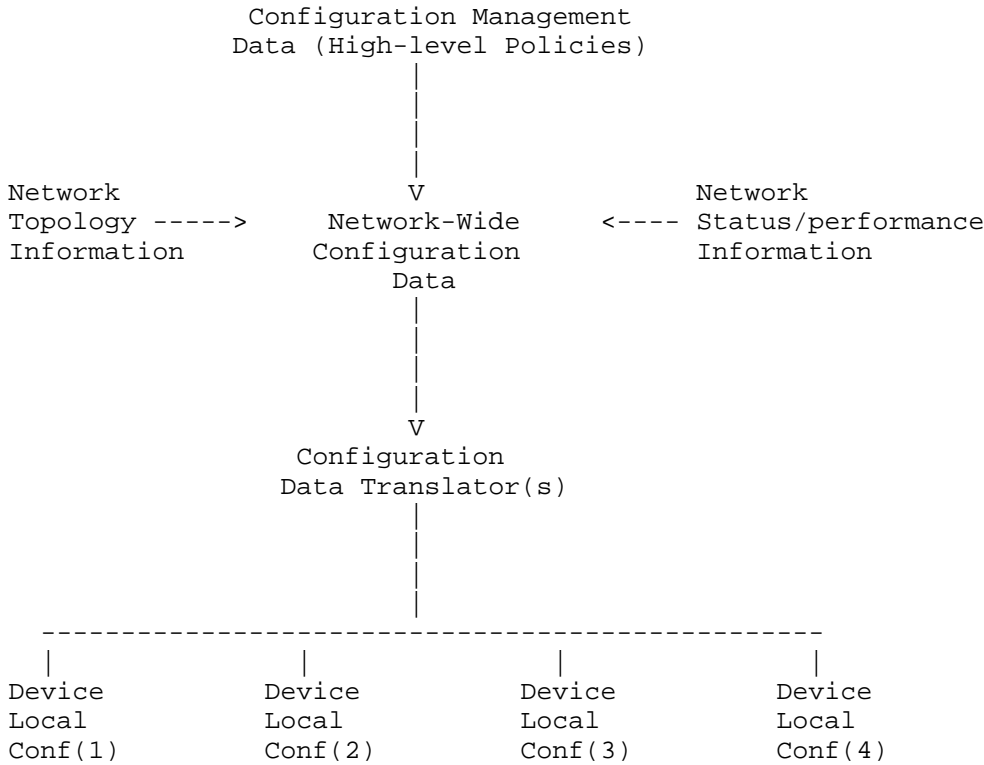 Configuration Management
Data (High-level Policies)
|
|
|
|
Network V Network
Topology -----> Network-Wide <---- Status/performance
Information Configuration Information
Data
|
|
|
|
V
Configuration
Data Translator(s)
|
|
|
|
-------------------------------------------------
| | | |
Device Device Device Device
Local Local Local Local
Conf(1) Conf(2) Conf(3) Conf(4)